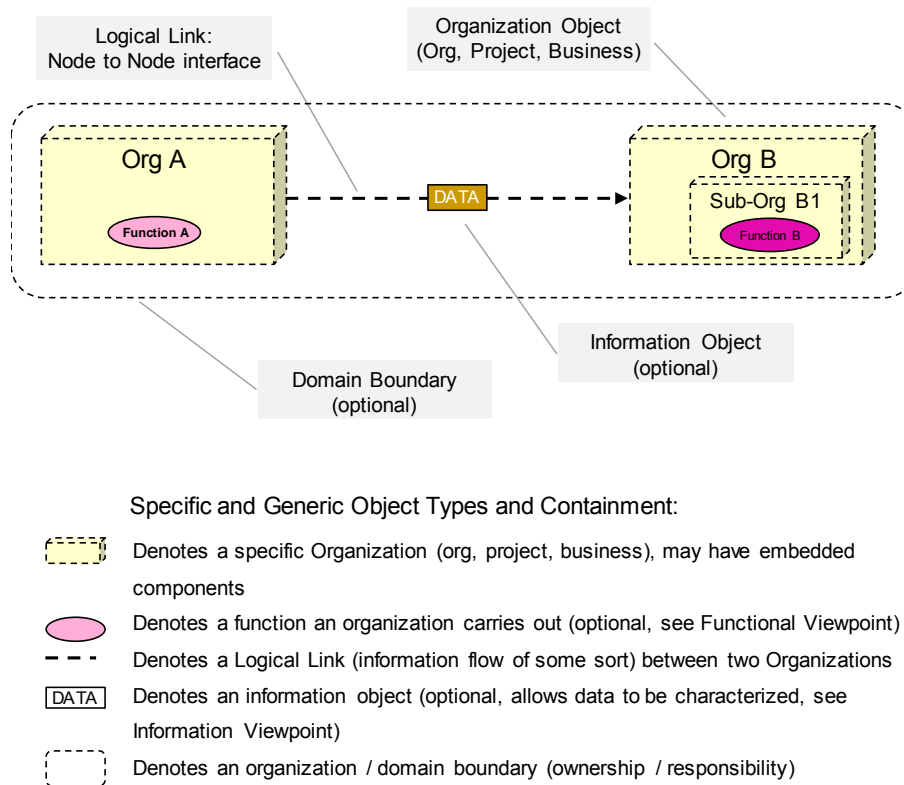 Logical Link:
Node to Node interface
Organization Object
(Org, Project, Business)
Org A
Function A
DATA
Org B
Sub-Org B1
Function B
Information Object
(optional)
Domain Boundary
(optional)
Specific and Generic Object Types and Containment:
Denotes a specific Organization (org, project, business), may have embedded
components
Denotes a function an organization carries out (optional, see Functional Viewpoint)
Denotes a Logical Link (information flow of some sort) between two Organizations
DATA Denotes an information object (optional, allows data to be characterized, see
Information Viewpoint)
Denotes an organization / domain boundary (ownership / responsibility)